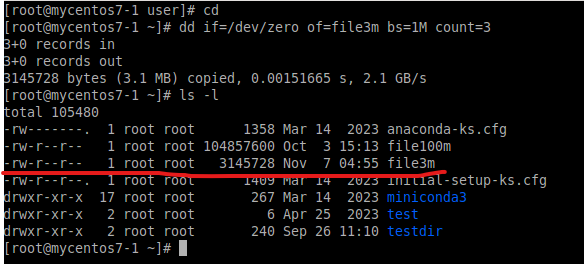 [root@mycentos7-1 user]# cd
[root@mycentos7-1 ~]# dd if=/dev/zero of=file3m bs=1M count=3
3+0 records in
3+0 records out
3145728 bytes (3.1 MB) copied, 0.00151665 s, 2.1 GB/s
[root@mycentos7-1 ~]# ls -l
total 105480
-rw-------.  1 root root      1358 Mar 14  2023 anaconda-ks.cfg
-rw-r--r--   1 root root 104857600 Oct  3 15:13 file100m
-rw-r--r--   1 root root   3145728 Nov  7 04:55 file3m
-rw-r--r--.  1 root root      1409 Mar 14  2023 initial-setup-ks.cfg
drwxr-xr-x  17 root root       267 Mar 14  2023 miniconda3
drwxr-xr-x   2 root root         6 Apr 25  2023 test
drwxr-xr-x   2 root root       240 Sep 26 11:10 testdir
[root@mycentos7-1 ~]#